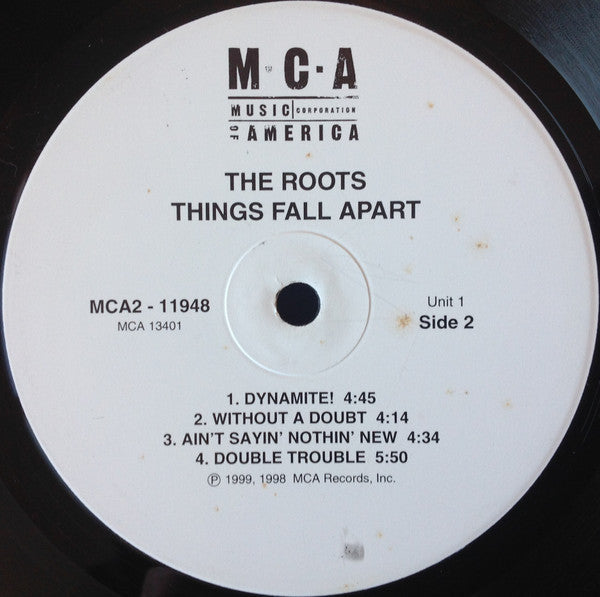 M·C·A
MUSIC CORPORATION
OF AMERICA
THE ROOTS
THINGS FALL APART
MCA2 - 11948
MCA 13401
Unit 1
Side 2
1. DYNAMITE! 4:45
2. WITHOUT A DOUBT 4:14
3. AIN'T SAYIN' NOTHIN' NEW 4:34
4. DOUBLE TROUBLE 5:50
℗ 1999, 1998 MCA Records, Inc.